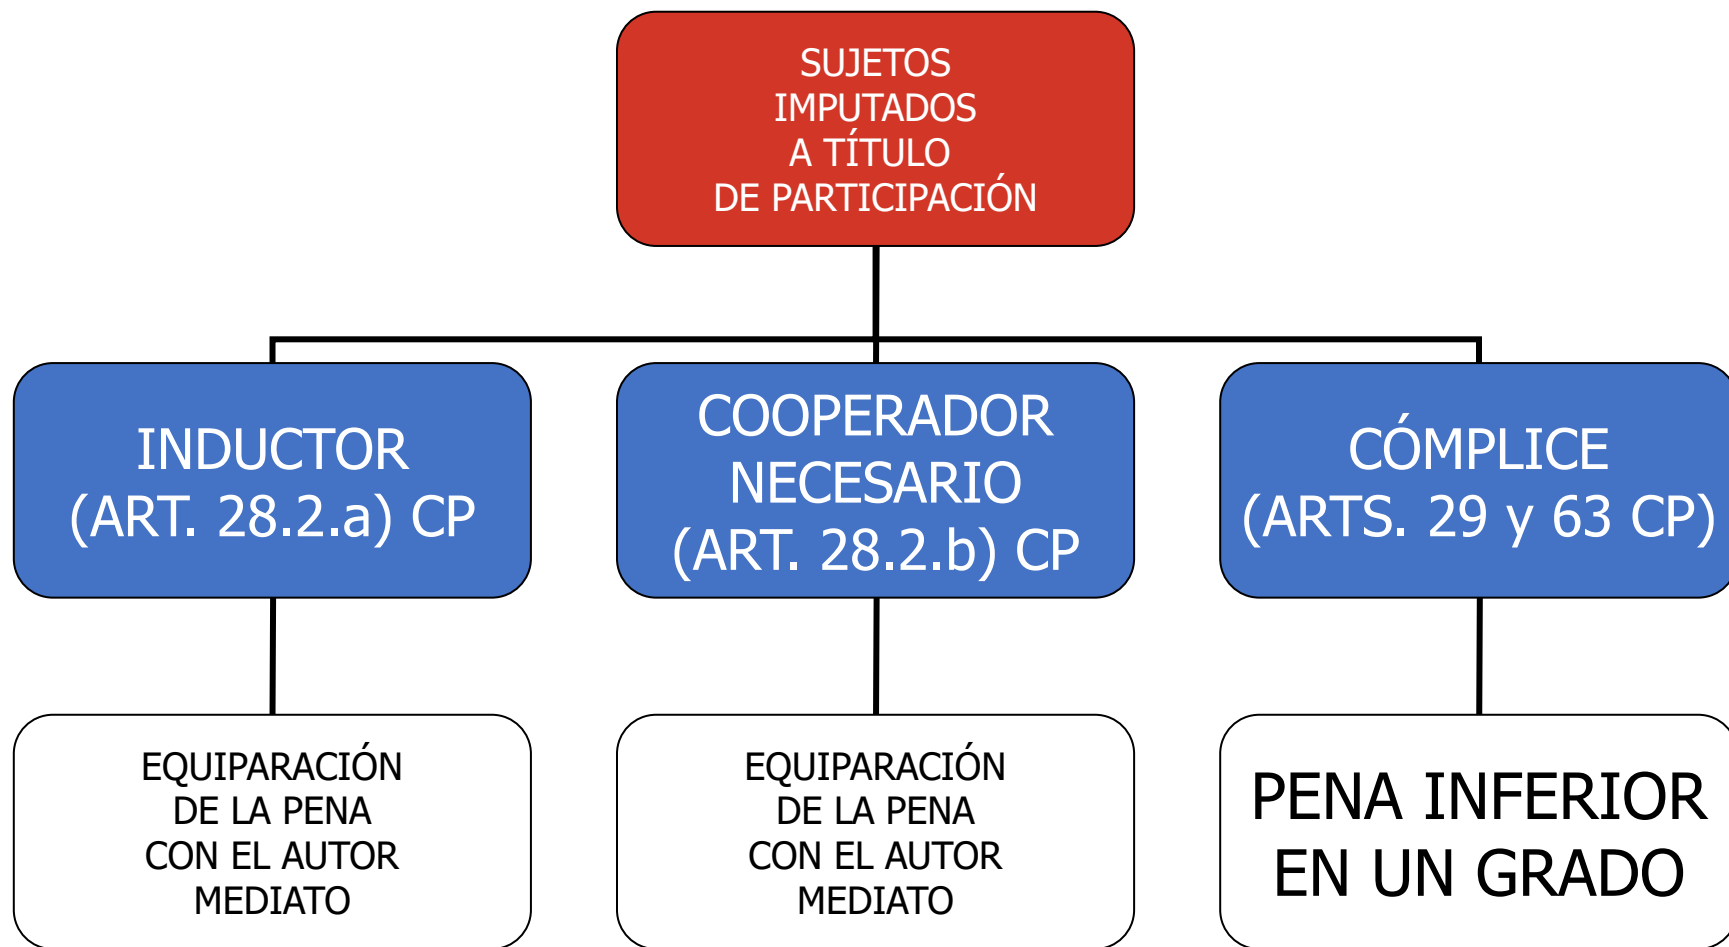 SUJETOS
IMPUTADOS
A TÍTULO
DE PARTICIPACIÓN
INDUCTOR
(ART. 28.2.a) CP
COOPERADOR
NECESARIO
(ART. 28.2.b) CP
CÓMPLICE
(ARTS. 29 y 63 CP)
EQUIPARACIÓN
DE LA PENA
CON EL AUTOR
MEDIATO
EQUIPARACIÓN
DE LA PENA
CON EL AUTOR
MEDIATO
PENA INFERIOR
EN UN GRADO